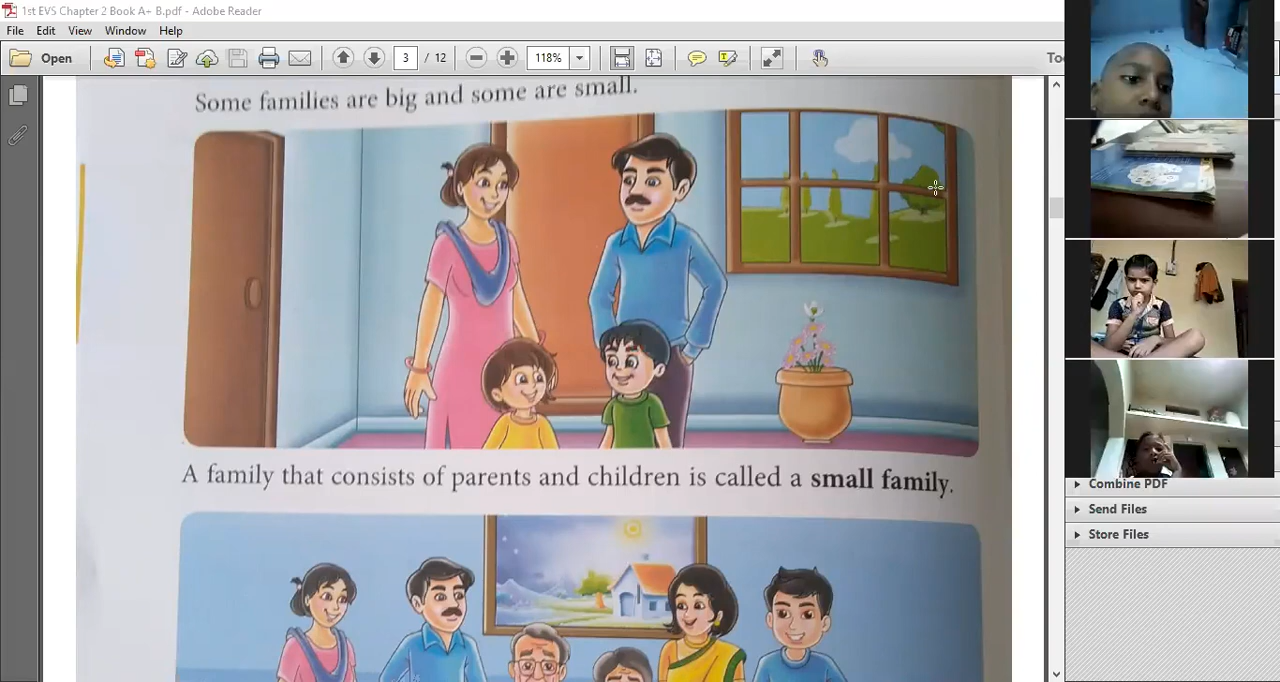 1st EVS Chapter 2 Book A+ B.pdf - Adobe Reader
File Edit View Window Help
Open 3 / 12 118%
Some families are big and some are small.
A family that consists of parents and children is called a small family.
Combine PDF
Send Files
Store Files